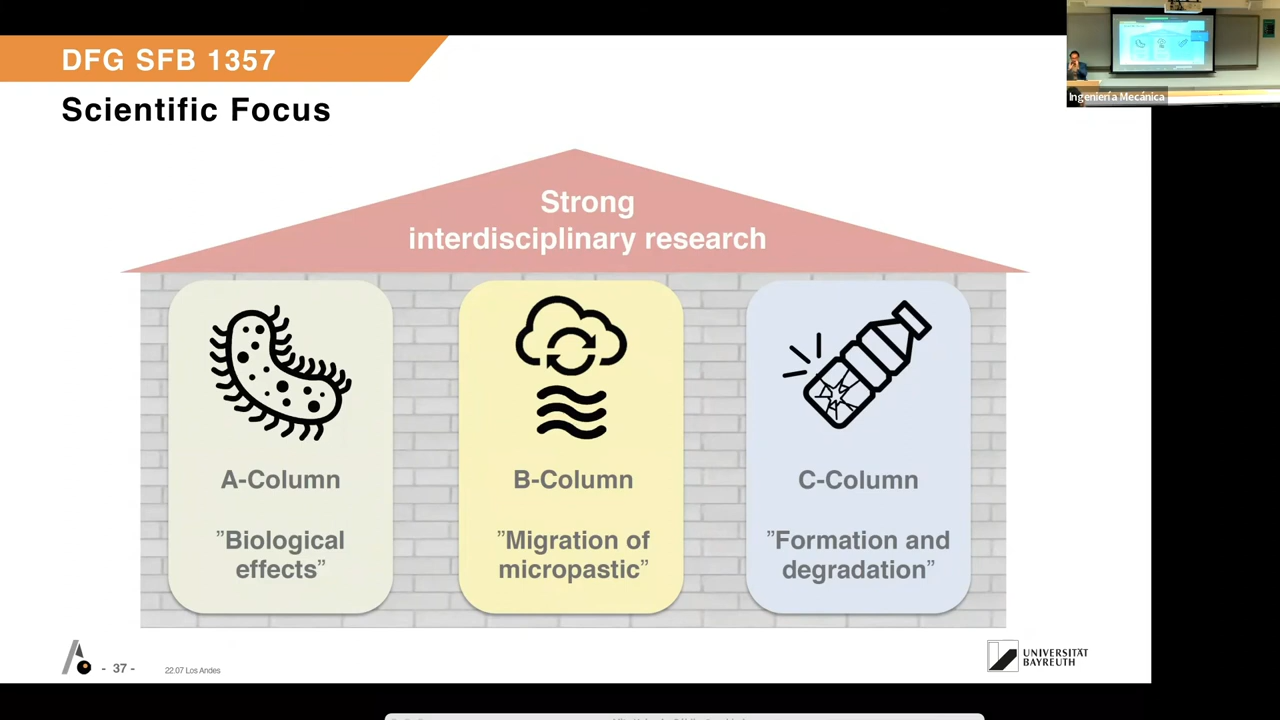 DFG SFB 1357
Scientific Focus
Ingeniería Mecánica
Strong
interdisciplinary research
A-Column
”Biological
effects”
B-Column
”Migration of
micropastic”
C-Column
”Formation and
degradation”
- 37 -
22.07 Los Andes
UNIVERSITÄT
BAYREUTH